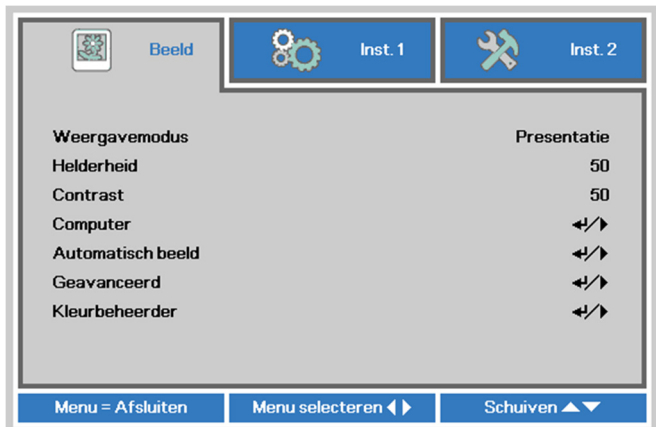 Beeld Inst. 1 Inst. 2
Weergavemodus Presentatie
Helderheid 50
Contrast 50
Computer ↵/▶
Automatisch beeld ↵/▶
Geavanceerd ↵/▶
Kleurbeheerder ↵/▶
Menu = Afsluiten Menu selecteren ◀▶ Schuiven ▲▼